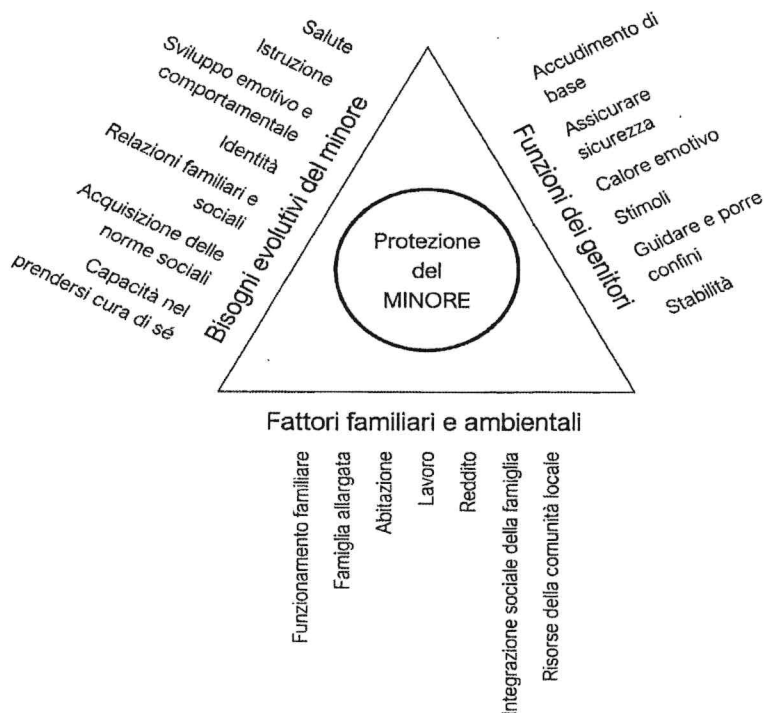 Salute
Istruzione
Sviluppo emotivo e
comportamentale
Identità
Relazioni familiari e
sociali
Acquisizione delle
norme sociali
Capacità nel
prendersi cura di sé
Bisogni evolutivi del minore
Accudimento di
base
Assicurare
sicurezza
Calore emotivo
Stimoli
Guidare e porre
confini
Stabilità
Funzioni dei genitori
Protezione
del
MINORE
Fattori familiari e ambientali
Funzionamento familiare
Famiglia allargata
Abitazione
Lavoro
Reddito
Integrazione sociale della famiglia
Risorse della comunità locale